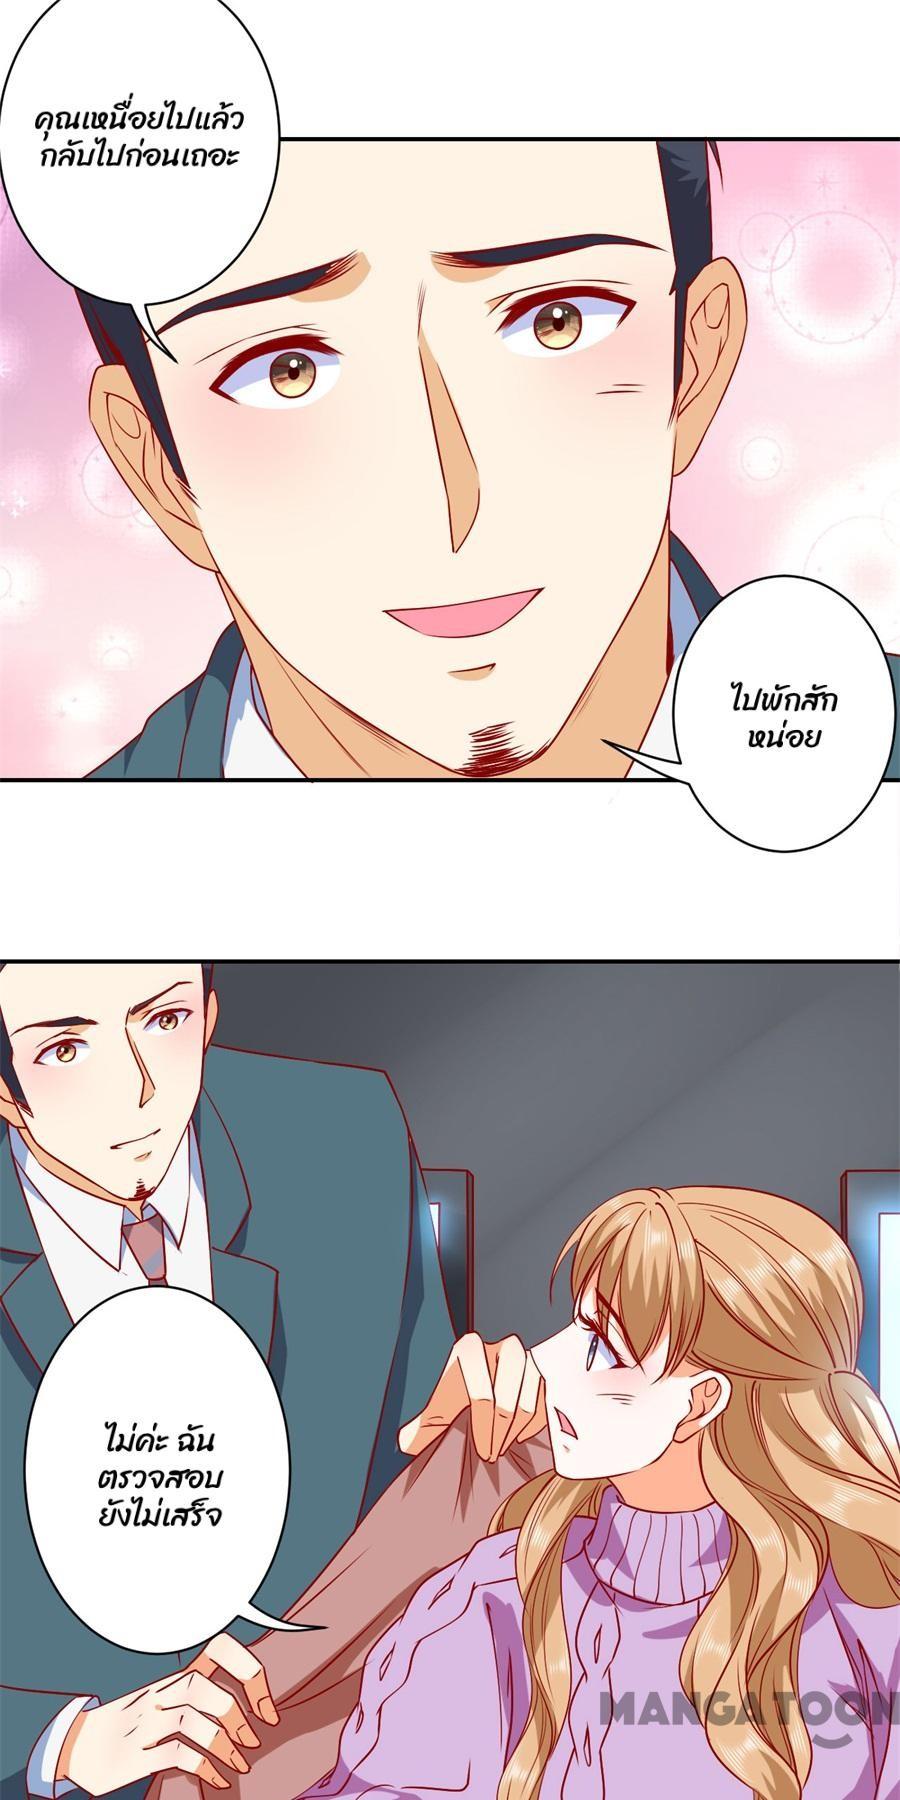 คุณเหนื่อยไปแล้ว
กลับไปก่อนเถอะ
ไปพักสัก
หน่อย
ไม่ค่ะ ฉัน
ตรวจสอบ
ยังไม่เสร็จ
MANGATOON